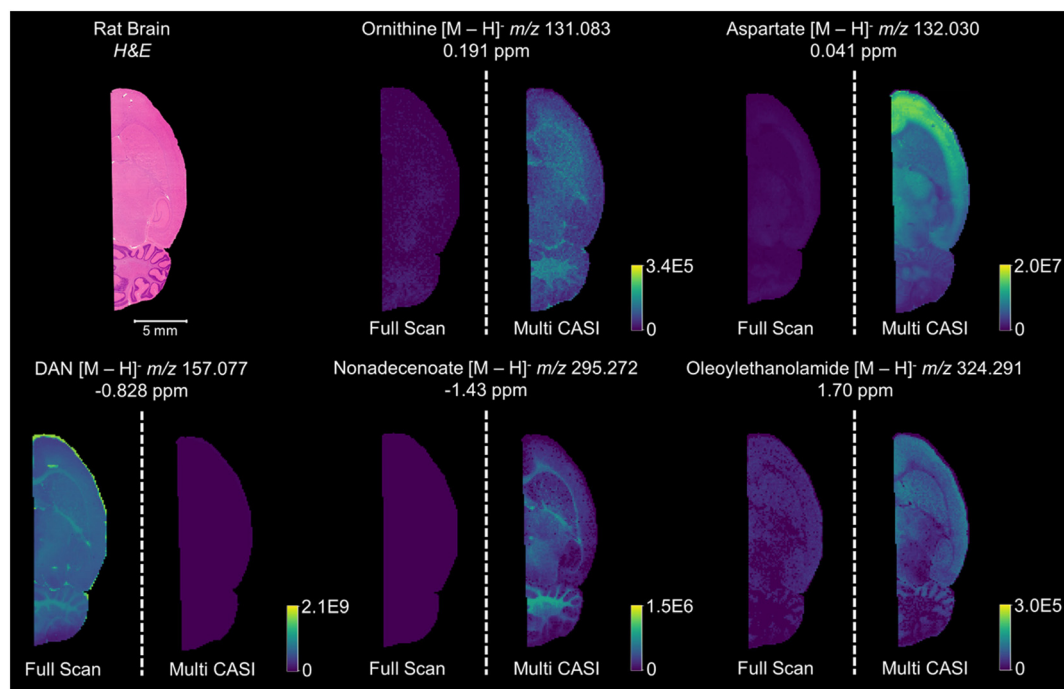 Rat Brain
H&E
5 mm
Ornithine [M – H]⁻ m/z 131.083
0.191 ppm
3.4E5
0
Full Scan
Multi CASI
Aspartate [M – H]⁻ m/z 132.030
0.041 ppm
2.0E7
0
Full Scan
Multi CASI
DAN [M – H]⁻ m/z 157.077
-0.828 ppm
2.1E9
0
Full Scan
Multi CASI
Nonadecenoate [M – H]⁻ m/z 295.272
-1.43 ppm
1.5E6
0
Full Scan
Multi CASI
Oleoylethanolamide [M – H]⁻ m/z 324.291
1.70 ppm
3.0E5
0
Full Scan
Multi CASI